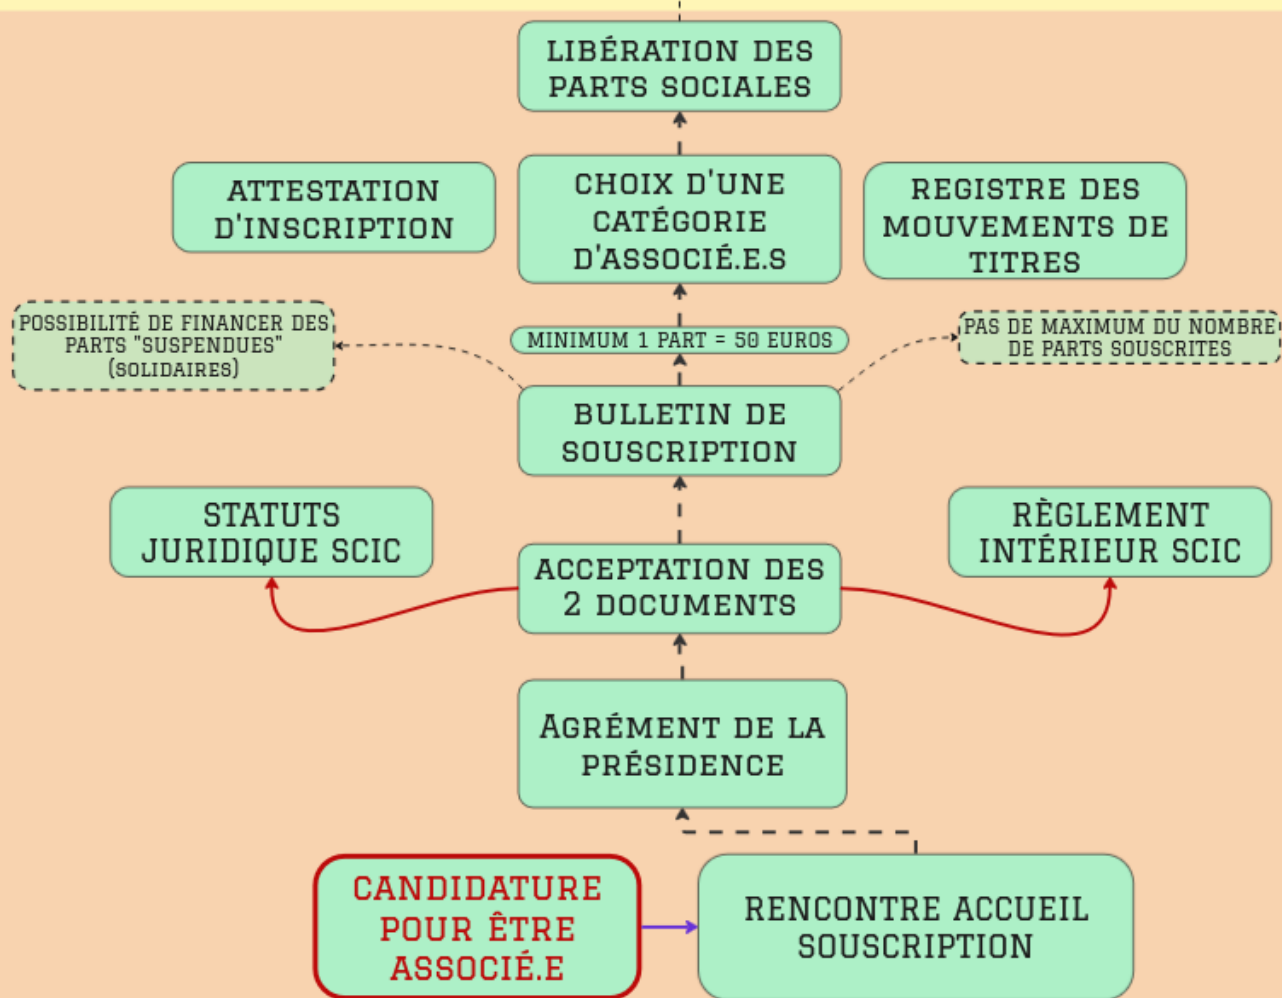 LIBÉRATION DES
PARTS SOCIALES
ATTESTATION
D'INSCRIPTION
CHOIX D'UNE
CATÉGORIE
D'ASSOCIÉ.E.S
REGISTRE DES
MOUVEMENTS DE
TITRES
POSSIBILITÉ DE FINANCER DES
PARTS "SUSPENDUES"
(SOLIDAIRES)
MINIMUM 1 PART = 50 EUROS
PAS DE MAXIMUM DU NOMBRE
DE PARTS SOUSCRITES
BULLETIN DE
SOUSCRIPTION
STATUTS
JURIDIQUE SCIC
ACCEPTATION DES
2 DOCUMENTS
RÈGLEMENT
INTÉRIEUR SCIC
AGRÉMENT DE LA
PRÉSIDENCE
CANDIDATURE
POUR ÊTRE
ASSOCIÉ.E
RENCONTRE ACCUEIL
SOUSCRIPTION